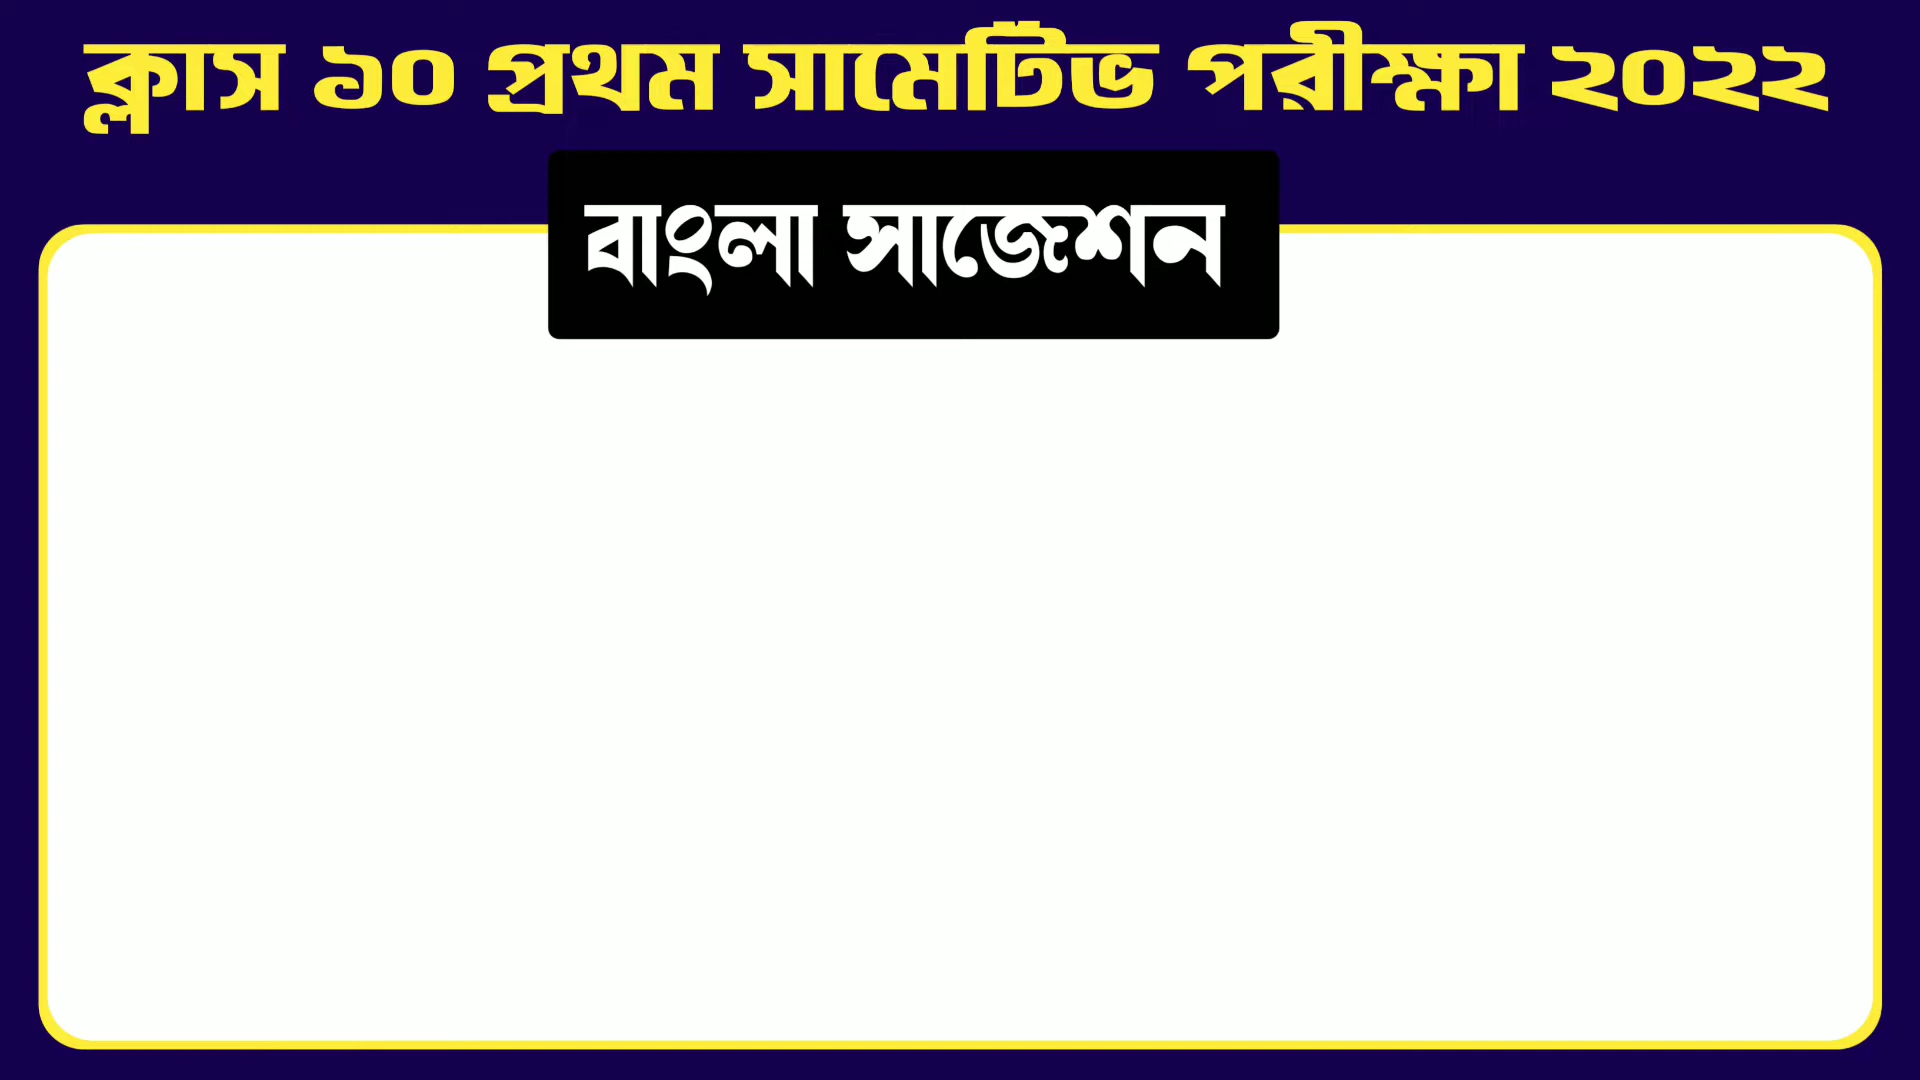 ক্লাস ১০ প্রথম সামেটিভ পরীক্ষা ২০২২
বাংলা সাজেশন